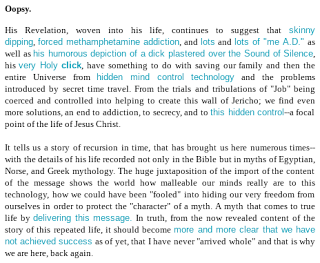 Oopsy.
His Revelation, woven into his life, continues to suggest that skinny
dipping, forced methamphetamine addiction, and lots and lots of "me A.D." as
well as his humorous depiction of a dick plastered over the Sound of Silence,
his very Holy click, have something to do with saving our family and then the
entire Universe from hidden mind control technology and the problems
introduced by secret time travel. From the trials and tribulations of "Job" being
coerced and controlled into helping to create this wall of Jericho; we find even
more solutions, an end to addiction, to secrecy, and to this hidden control--a focal
point of the life of Jesus Christ.
It tells us a story of recursion in time, that has brought us here numerous times--
with the details of his life recorded not only in the Bible but in myths of Egyptian,
Norse, and Greek mythology. The huge juxtaposition of the import of the content
of the message shows the world how malleable our minds really are to this
technology, how we could have been "fooled" into hiding our very freedom from
ourselves in order to protect the "character" of a myth. A myth that comes to true
life by delivering this message. In truth, from the now revealed content of the
story of this repeated life, it should become more and more clear that we have
not achieved success as of yet, that I have never "arrived whole" and that is why
we are here, back again.